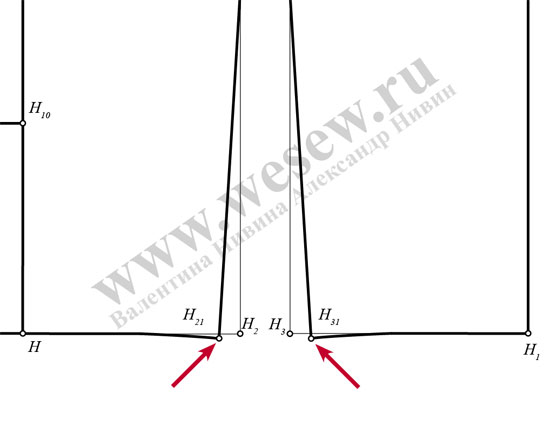 H10
www.wesew.ru
Валентина Нивина Александр Нивин
H21
H2
H3
H31
H
H1